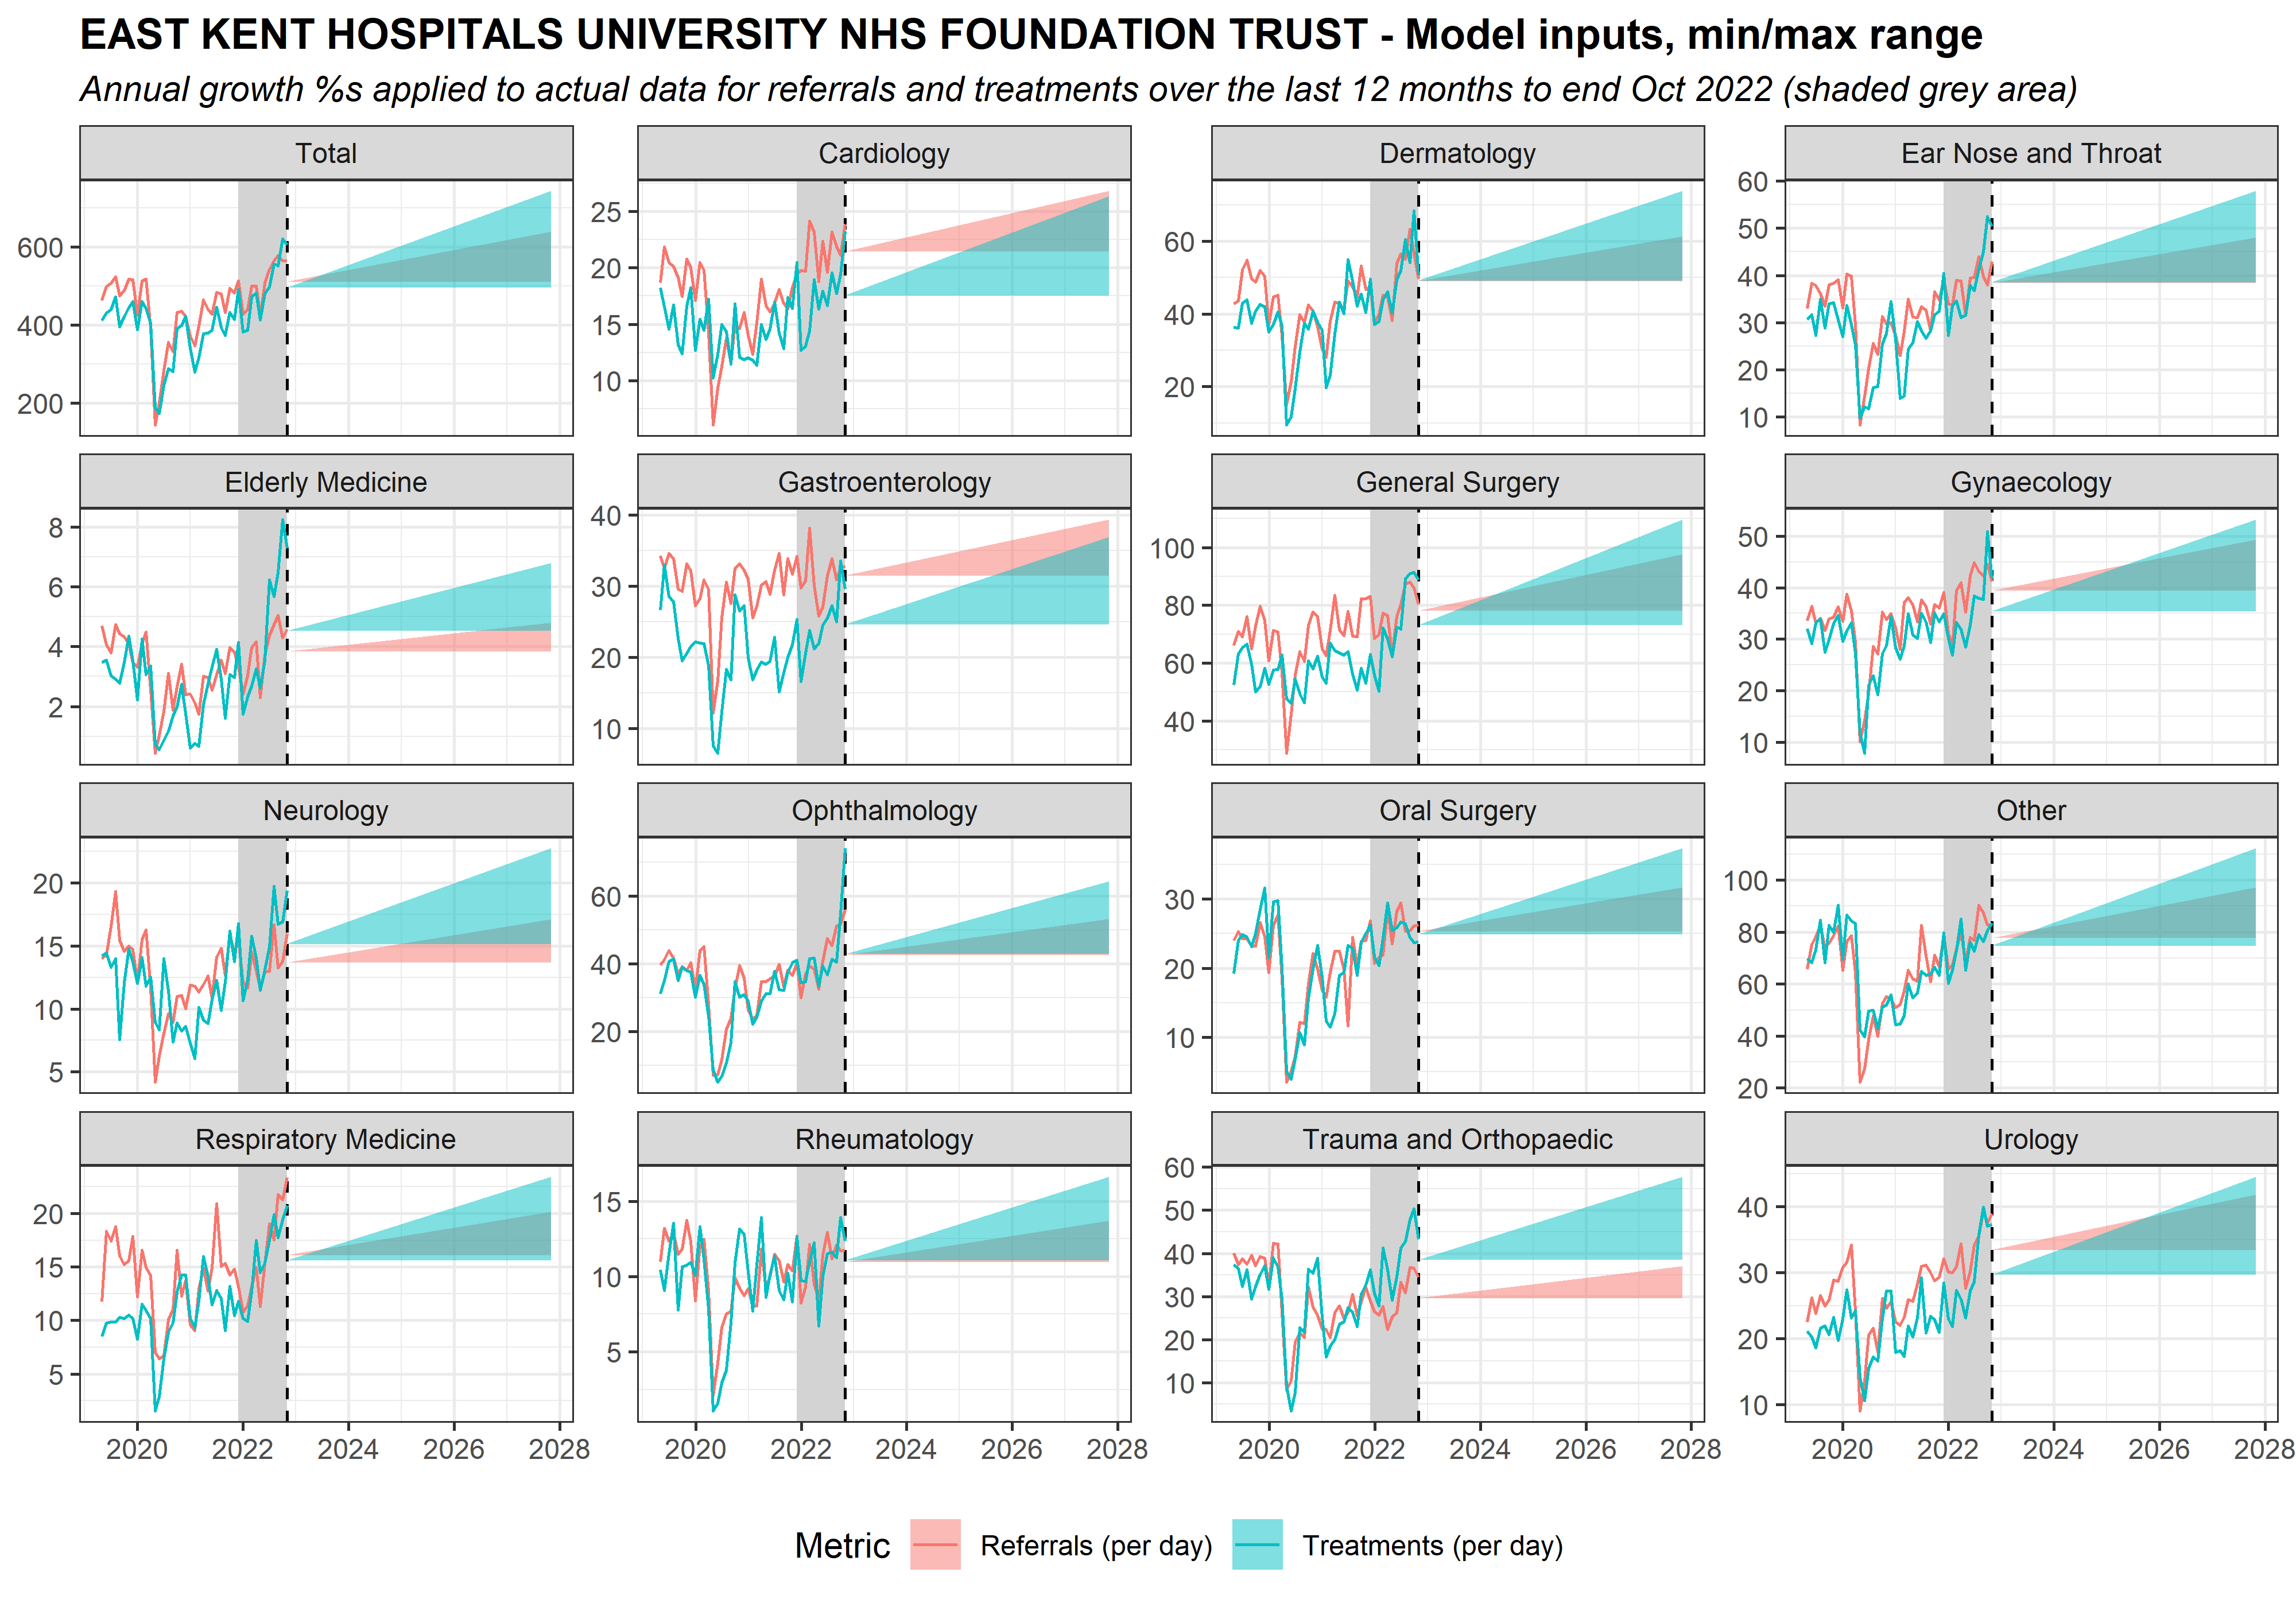 EAST KENT HOSPITALS UNIVERSITY NHS FOUNDATION TRUST - Model inputs, min/max range
Annual growth %s applied to actual data for referrals and treatments over the last 12 months to end Oct 2022 (shaded grey area)
Total
Cardiology
Dermatology
Ear Nose and Throat
600
400
200
25
20
15
10
60
40
20
60
50
40
30
20
10
Elderly Medicine
Gastroenterology
General Surgery
Gynaecology
8
6
4
2
40
30
20
10
100
80
60
40
50
40
30
20
10
Neurology
Ophthalmology
Oral Surgery
Other
20
15
10
5
60
40
20
30
20
10
100
80
60
40
20
Respiratory Medicine
Rheumatology
Trauma and Orthopaedic
Urology
20
15
10
5
15
10
5
60
50
40
30
20
10
40
30
20
10
2020 2022 2024 2026 2028
2020 2022 2024 2026 2028
2020 2022 2024 2026 2028
2020 2022 2024 2026 2028
Metric Referrals (per day) Treatments (per day)